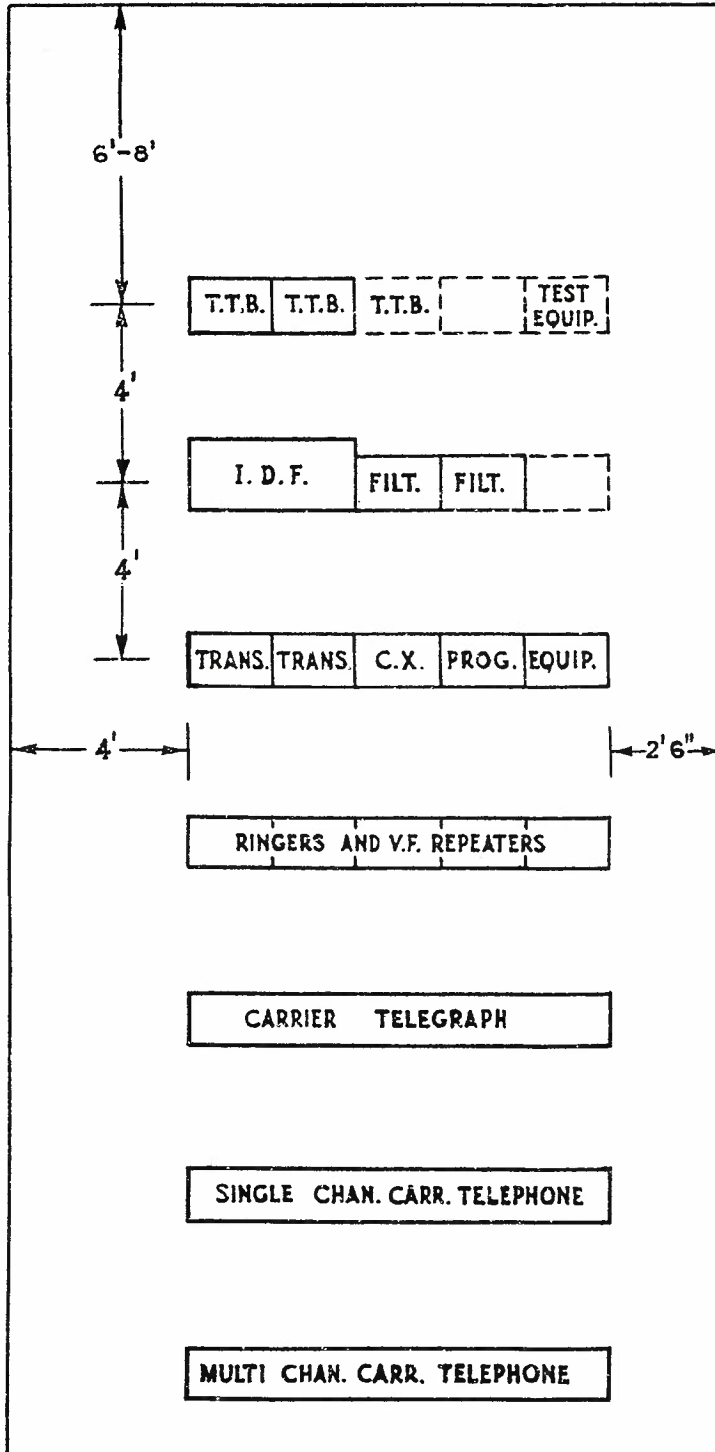 6'-8'
T.T.B. T.T.B. T.T.B. TEST EQUIP.
4'
I. D. F. FILT. FILT.
4'
TRANS. TRANS. C.X. PROG. EQUIP.
4' 2'6"
RINGERS AND V.F. REPEATERS
CARRIER TELEGRAPH
SINGLE CHAN. CARR. TELEPHONE
MULTI CHAN. CARR. TELEPHONE